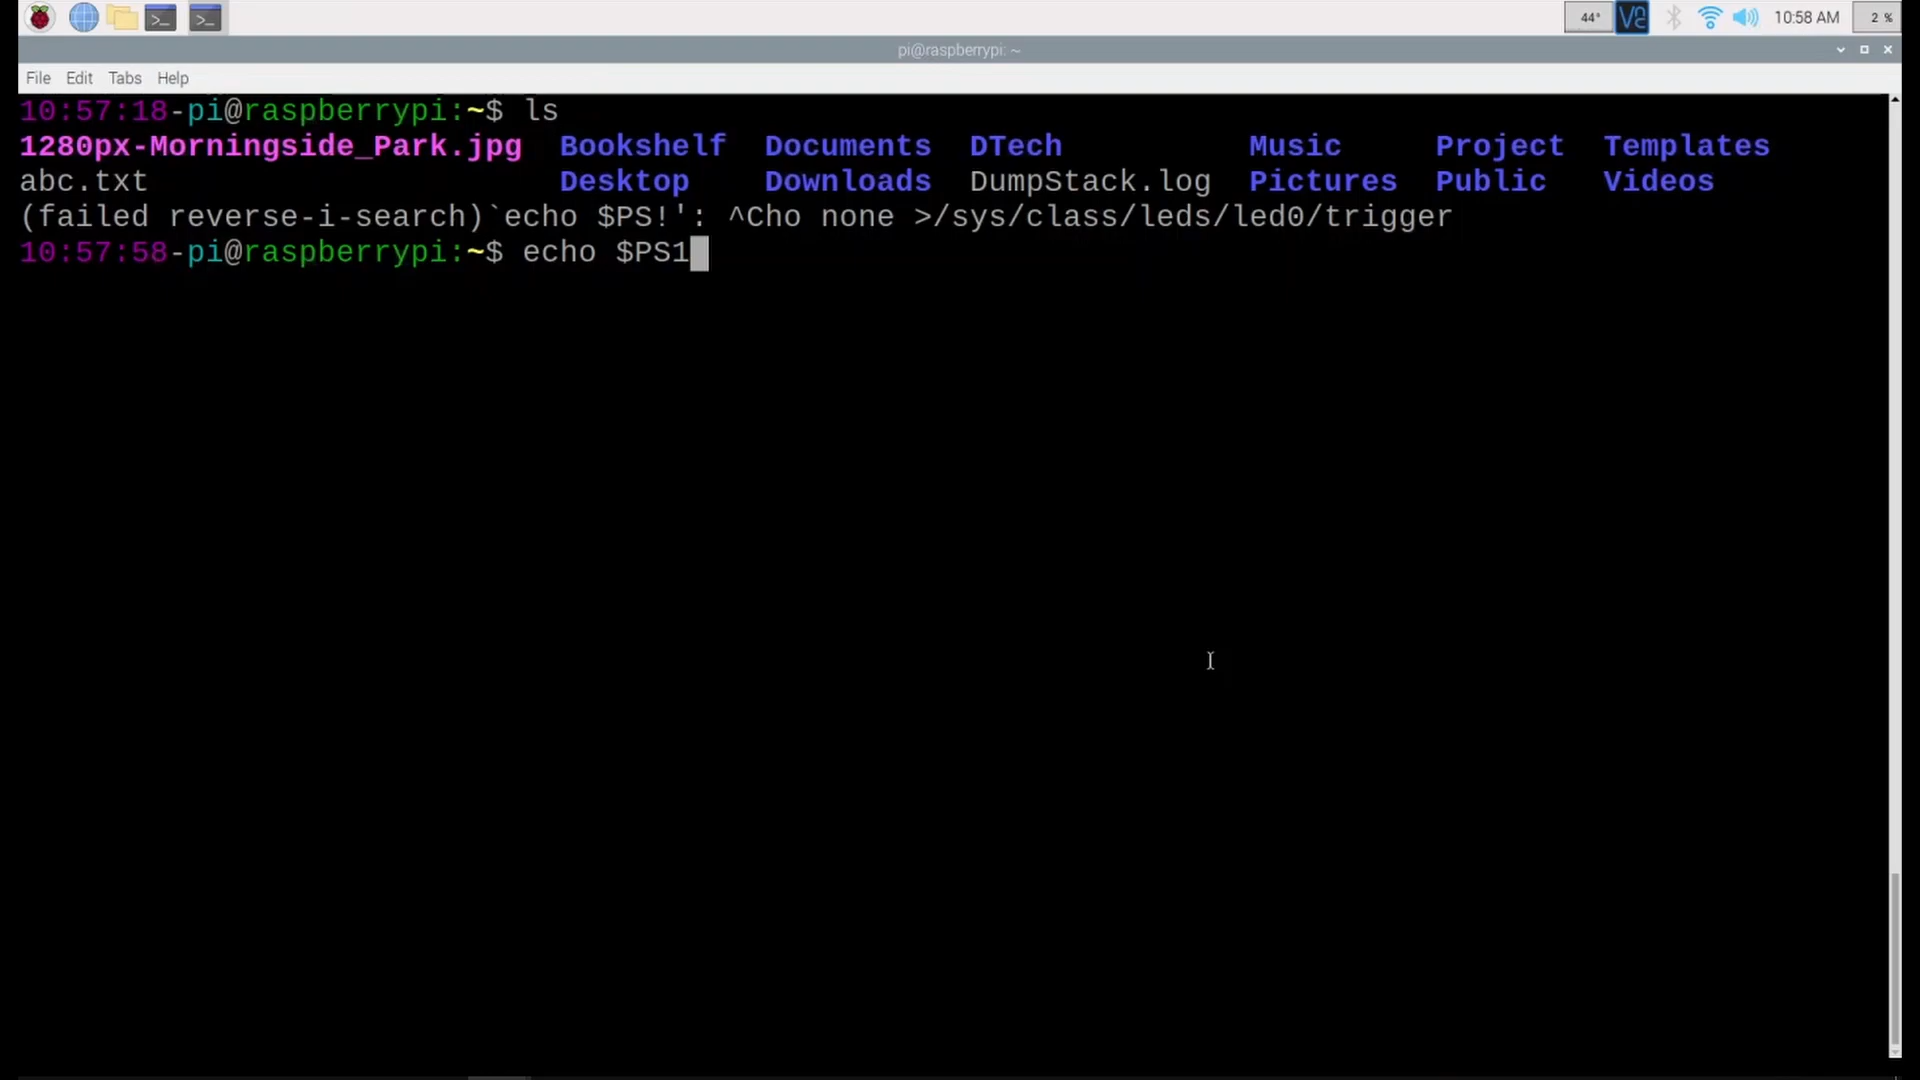 44° V2 10:58 AM 2 %
pi@raspberrypi: ~
File Edit Tabs Help
10:57:18-pi@raspberrypi:~$ ls
1280px-Morningside_Park.jpg Bookshelf Documents DTech Music Project Templates
abc.txt Desktop Downloads DumpStack.log Pictures Public Videos
(failed reverse-i-search)`echo $PS!': ^Cho none >/sys/class/leds/led0/trigger
10:57:58-pi@raspberrypi:~$ echo $PS1